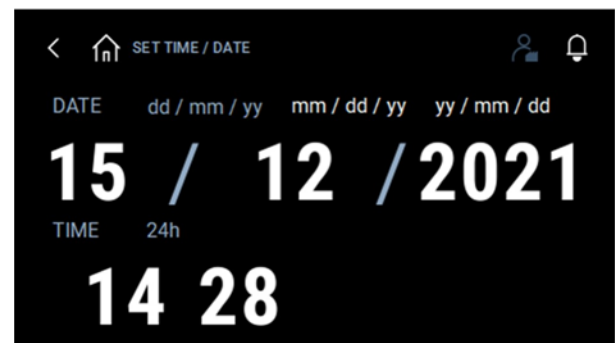 SET TIME / DATE
DATE dd / mm / yy mm / dd / yy yy / mm / dd
15 / 12 / 2021
TIME 24h
14 28